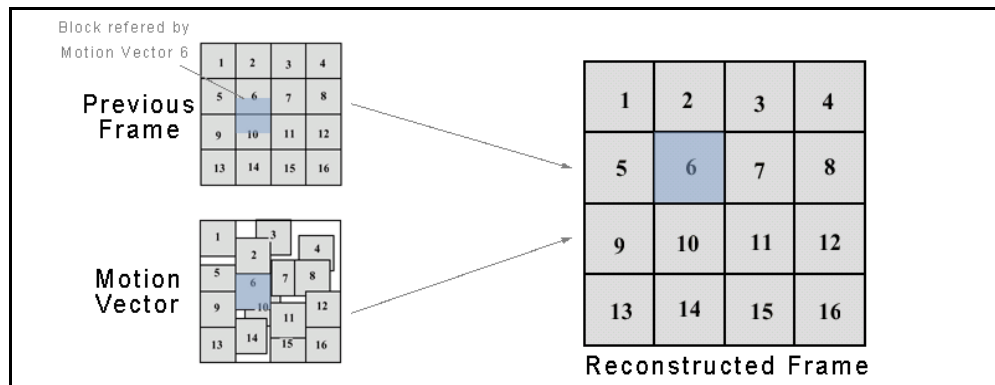 Block refered by
Motion Vector 6
Previous
Frame
1 2 3 4
5 6 7 8
9 10 11 12
13 14 15 16
Motion
Vector
1 2 3 4
5 6 7 8
9 10 11 12
13 14 15 16
1 2 3 4
5 6 7 8
9 10 11 12
13 14 15 16
Reconstructed Frame